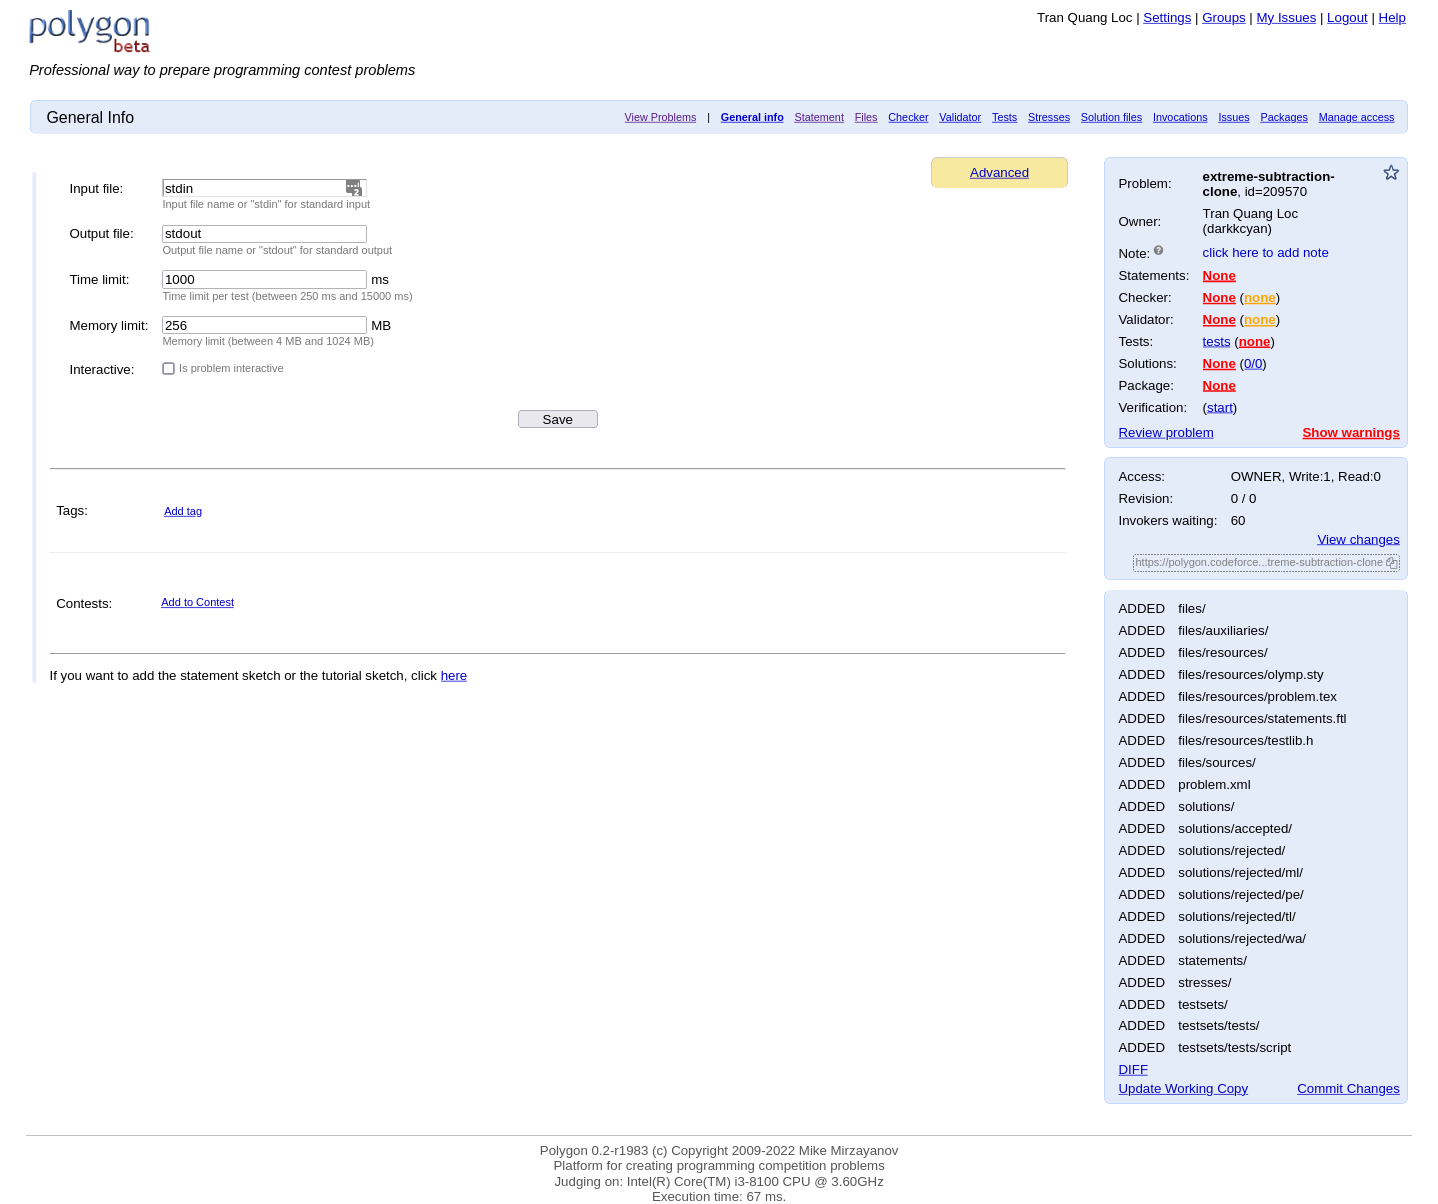 polygon
beta
Tran Quang Loc | Settings | Groups | My Issues | Logout | Help
Professional way to prepare programming contest problems
General Info
View Problems | General info Statement Files Checker Validator Tests Stresses Solution files Invocations Issues Packages Manage access
Advanced
Input file: stdin
2
Input file name or "stdin" for standard input
Output file: stdout
Output file name or "stdout" for standard output
Time limit: 1000 ms
Time limit per test (between 250 ms and 15000 ms)
Memory limit: 256 MB
Memory limit (between 4 MB and 1024 MB)
Interactive: Is problem interactive
Save
Tags: Add tag
Contests: Add to Contest
If you want to add the statement sketch or the tutorial sketch, click here
Problem: extreme-subtraction-
clone, id=209570
Owner: Tran Quang Loc
(darkkcyan)
Note: ? click here to add note
Statements: None
Checker: None (none)
Validator: None (none)
Tests: tests (none)
Solutions: None (0/0)
Package: None
Verification: (start)
Review problem Show warnings
Access: OWNER, Write:1, Read:0
Revision: 0 / 0
Invokers waiting: 60
View changes
https://polygon.codeforce...treme-subtraction-clone
ADDED files/
ADDED files/auxiliaries/
ADDED files/resources/
ADDED files/resources/olymp.sty
ADDED files/resources/problem.tex
ADDED files/resources/statements.ftl
ADDED files/resources/testlib.h
ADDED files/sources/
ADDED problem.xml
ADDED solutions/
ADDED solutions/accepted/
ADDED solutions/rejected/
ADDED solutions/rejected/ml/
ADDED solutions/rejected/pe/
ADDED solutions/rejected/tl/
ADDED solutions/rejected/wa/
ADDED statements/
ADDED stresses/
ADDED testsets/
ADDED testsets/tests/
ADDED testsets/tests/script
DIFF
Update Working Copy Commit Changes
Polygon 0.2-r1983 (c) Copyright 2009-2022 Mike Mirzayanov
Platform for creating programming competition problems
Judging on: Intel(R) Core(TM) i3-8100 CPU @ 3.60GHz
Execution time: 67 ms.